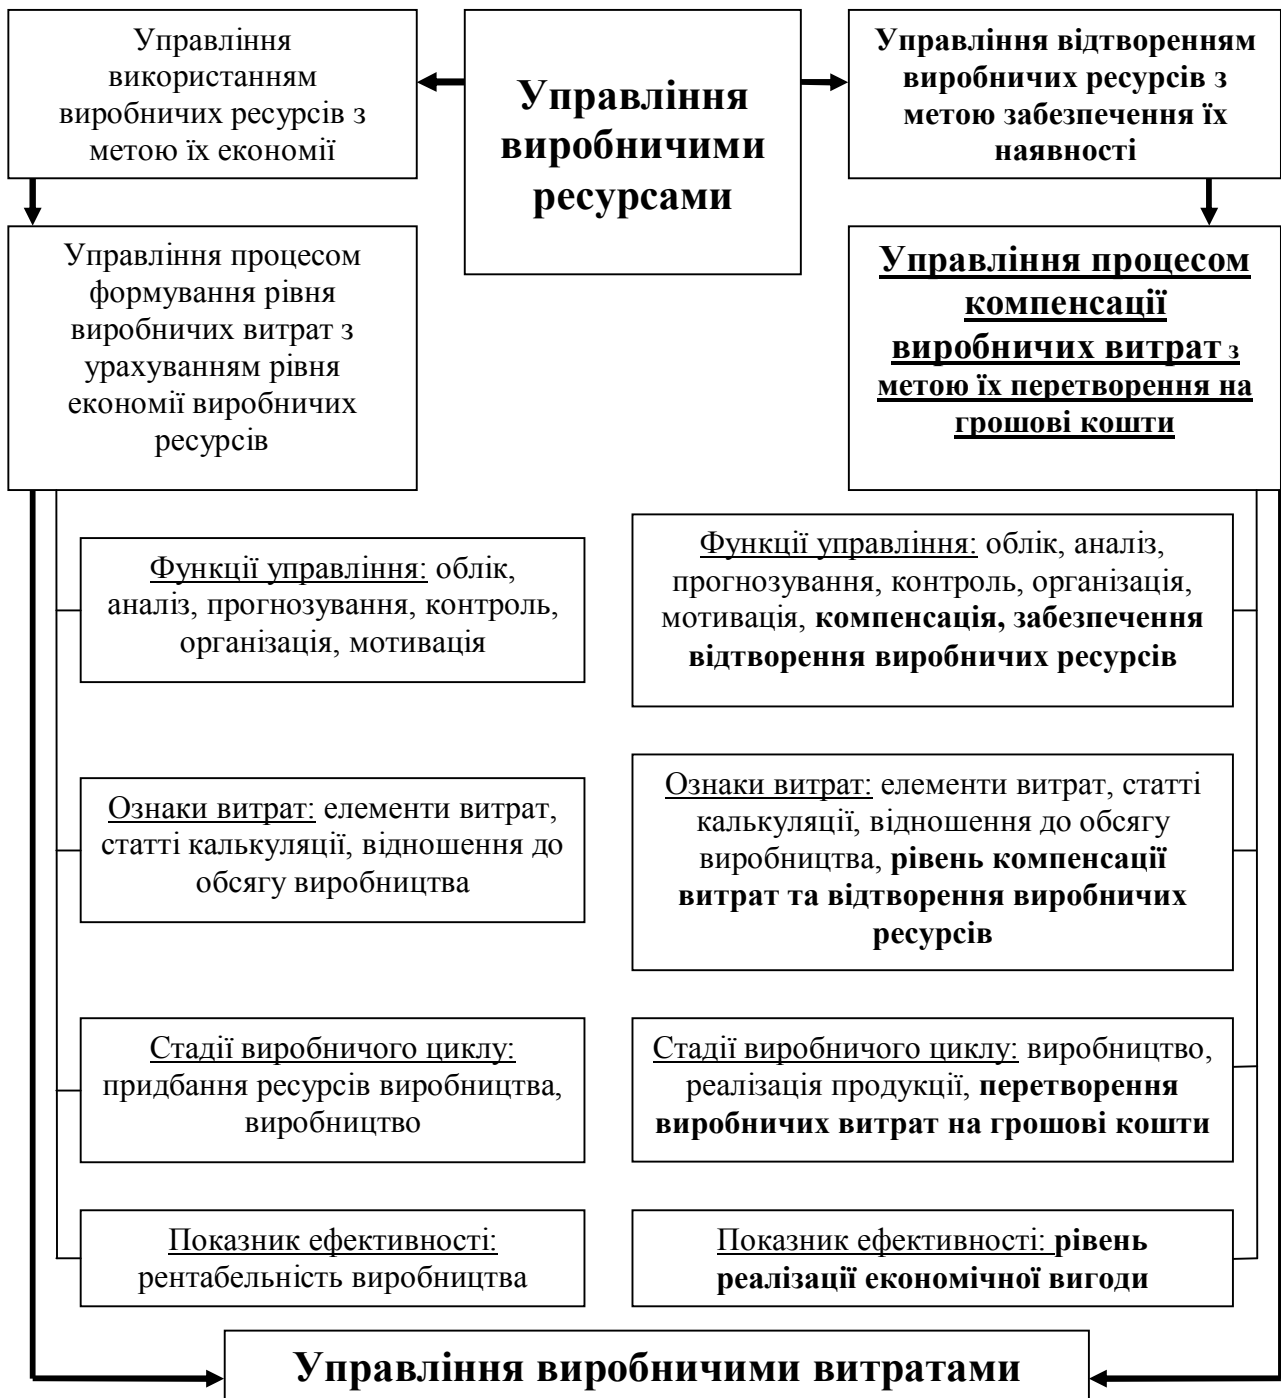 Управління
використанням
виробничих ресурсів з
метою їх економії
Управління
виробничими
ресурсами
Управління відтворенням
виробничих ресурсів з
метою забезпечення їх
наявності
Управління процесом
формування рівня
виробничих витрат з
урахуванням рівня
економії виробничих
ресурсів
Управління процесом
компенсації
виробничих витрат з
метою їх перетворення на
грошові кошти
Функції управління: облік,
аналіз, прогнозування, контроль,
організація, мотивація
Функції управління: облік, аналіз,
прогнозування, контроль, організація,
мотивація, компенсація, забезпечення
відтворення виробничих ресурсів
Ознаки витрат: елементи витрат,
статті калькуляції, відношення до
обсягу виробництва
Ознаки витрат: елементи витрат, статті
калькуляції, відношення до обсягу
виробництва, рівень компенсації
витрат та відтворення виробничих
ресурсів
Стадії виробничого циклу:
придбання ресурсів виробництва,
виробництво
Стадії виробничого циклу: виробництво,
реалізація продукції, перетворення
виробничих витрат на грошові кошти
Показник ефективності:
рентабельність виробництва
Показник ефективності: рівень
реалізації економічної вигоди
Управління виробничими витратами